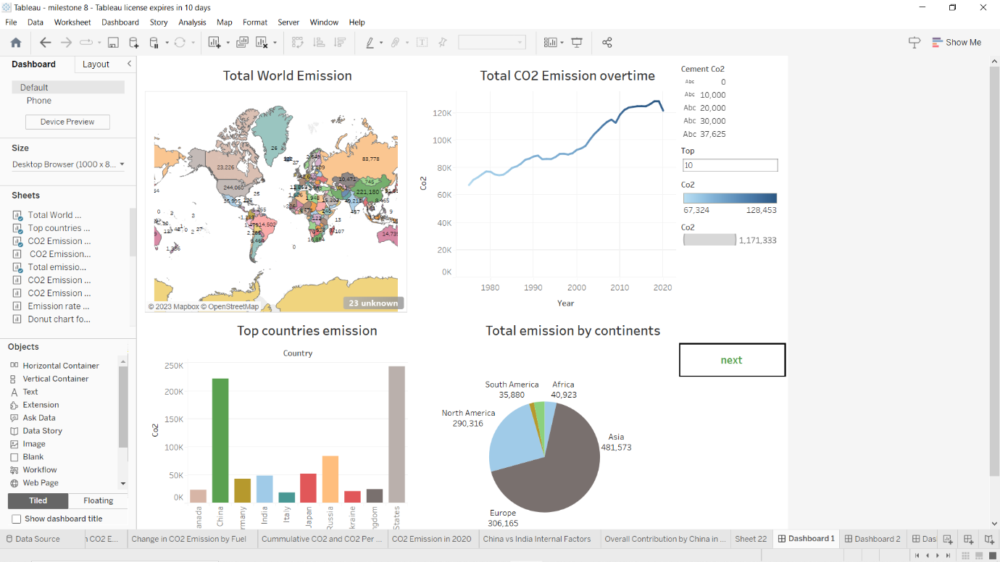 Tableau - milestone 8 - Tableau license expires in 10 days
File Data Worksheet Dashboard Story Analysis Map Format Server Window Help
Show Me
Dashboard Layout
Default
Phone
Device Preview
Size
Desktop Browser (1000 x 8...
Sheets
Total World ...
Top countries ...
CO2 Emission ...
CO2 Emission...
Total emissio...
CO2 Emission ...
CO2 Emission ...
Emission rate ...
Donut chart fo...
Objects
Horizontal Container
Vertical Container
Text
Extension
Ask Data
Data Story
Image
Blank
Workflow
Web Page
Tiled Floating
Show dashboard title
Total World Emission
83,778
23,226
244,060
221,180
10,471
745
26
25
13
0
© 2023 Mapbox © OpenStreetMap
23 unknown
Total CO2 Emission overtime
Co2
120K
100K
80K
60K
40K
20K
0K
1980 1990 2000 2010 2020
Year
Cement Co2
Abc 0
Abc 10,000
Abc 20,000
Abc 30,000
Abc 37,625
Top
10
Co2
67,324 128,453
Co2
1,171,333
Top countries emission
Country
Co2
250K
200K
150K
100K
50K
0K
anada China many India Italy Japan Russia kraine gdom States
Total emission by continents
South America
35,880
Africa
40,923
North America
290,316
Asia
481,573
Europe
306,165
next
Data Source n CO2 E... Change in CO2 Emission by Fuel Cummulative CO2 and CO2 Per ... CO2 Emission in 2020 China vs India Internal Factors Overall Contribution by China in ... Sheet 22 Dashboard 1 Dashboard 2 Das